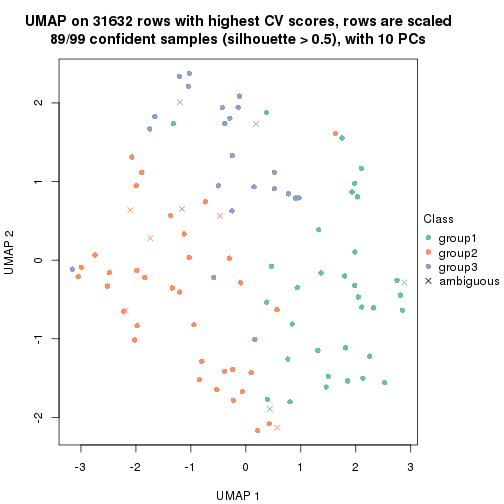 UMAP on 31632 rows with highest CV scores, rows are scaled
89/99 confident samples (silhouette > 0.5), with 10 PCs
2
1
0
-1
-2
UMAP 2
-3
-2
-1
0
1
2
3
UMAP 1
Class
group1
group2
group3
ambiguous